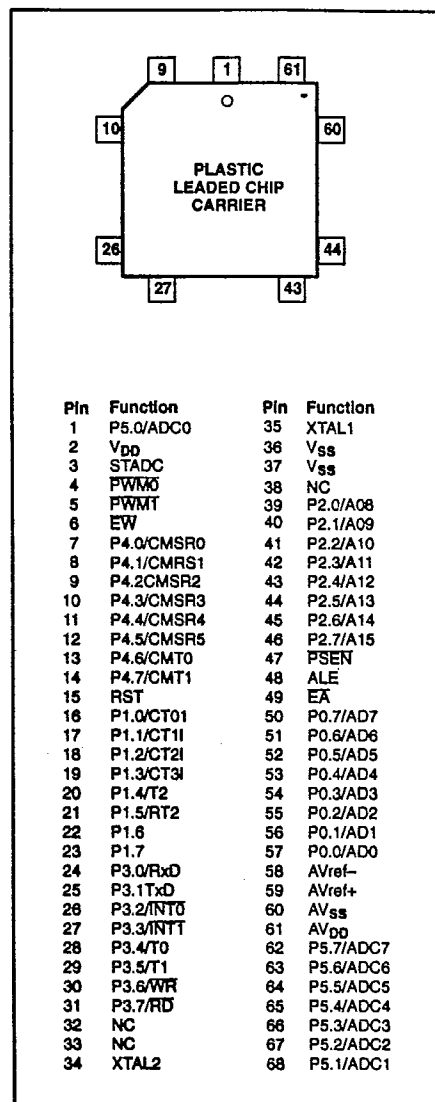 9 1 61
10 60
PLASTIC
LEADED CHIP
CARRIER
26 44
27 43
Pin Function Pin Function
1 P5.0/ADC0 35 XTAL1
2 VDD 36 VSS
3 STADC 37 VSS
4 P̅W̅M̅0̅ 38 NC
5 P̅W̅M̅1̅ 39 P2.0/A08
6 E̅W̅ 40 P2.1/A09
7 P4.0/CMSR0 41 P2.2/A10
8 P4.1/CMRS1 42 P2.3/A11
9 P4.2CMSR2 43 P2.4/A12
10 P4.3/CMSR3 44 P2.5/A13
11 P4.4/CMSR4 45 P2.6/A14
12 P4.5/CMSR5 46 P2.7/A15
13 P4.6/CMT0 47 P̅S̅E̅N̅
14 P4.7/CMT1 48 ALE
15 RST 49 E̅A̅
16 P1.0/CT01 50 P0.7/AD7
17 P1.1/CT1I 51 P0.6/AD6
18 P1.2/CT2I 52 P0.5/AD5
19 P1.3/CT3I 53 P0.4/AD4
20 P1.4/T2 54 P0.3/AD3
21 P1.5/RT2 55 P0.2/AD2
22 P1.6 56 P0.1/AD1
23 P1.7 57 P0.0/AD0
24 P3.0/RxD 58 AVref–
25 P3.1TxD 59 AVref+
26 P3.2/I̅N̅T̅0̅ 60 AVSS
27 P3.3/I̅N̅T̅1̅ 61 AVDD
28 P3.4/T0 62 P5.7/ADC7
29 P3.5/T1 63 P5.6/ADC6
30 P3.6/W̅R̅ 64 P5.5/ADC5
31 P3.7/R̅D̅ 65 P5.4/ADC4
32 NC 66 P5.3/ADC3
33 NC 67 P5.2/ADC2
34 XTAL2 68 P5.1/ADC1